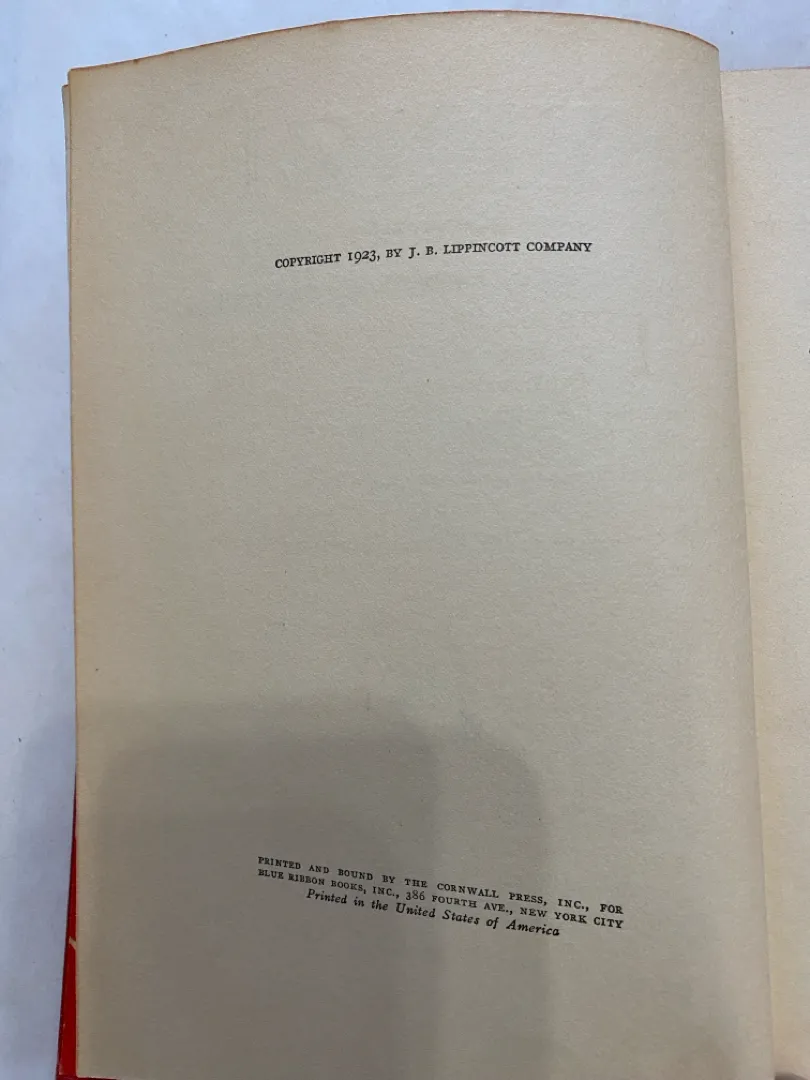 COPYRIGHT 1923, BY J. B. LIPPINCOTT COMPANY
PRINTED AND BOUND BY THE CORNWALL PRESS, INC., FOR
BLUE RIBBON BOOKS, INC., 386 FOURTH AVE., NEW YORK CITY
Printed in the United States of America